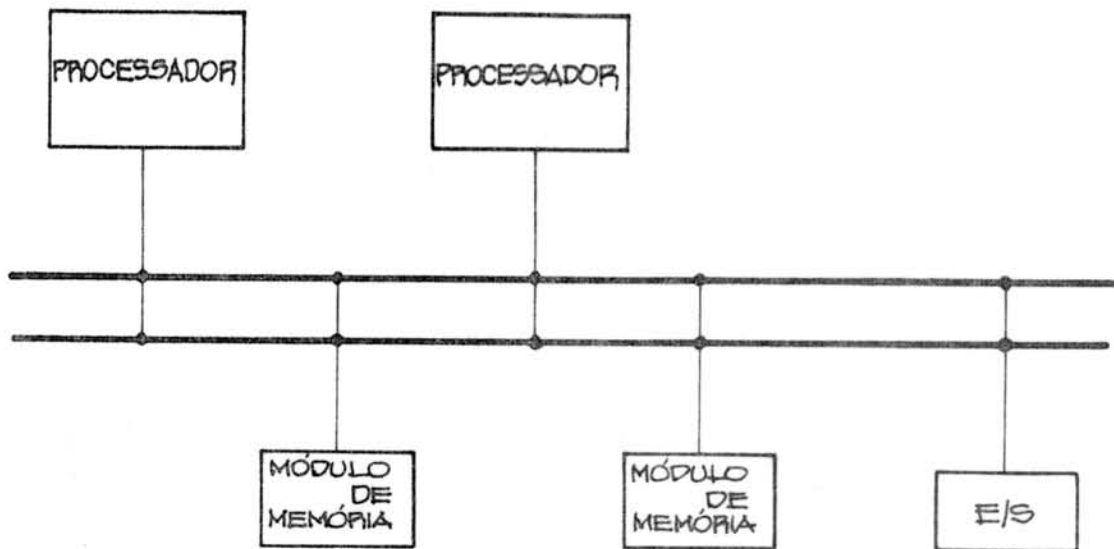 PROCESSADOR
PROCESSADOR
MÓDULO
DE
MEMÓRIA
MÓDULO
DE
MEMÓRIA
E/S